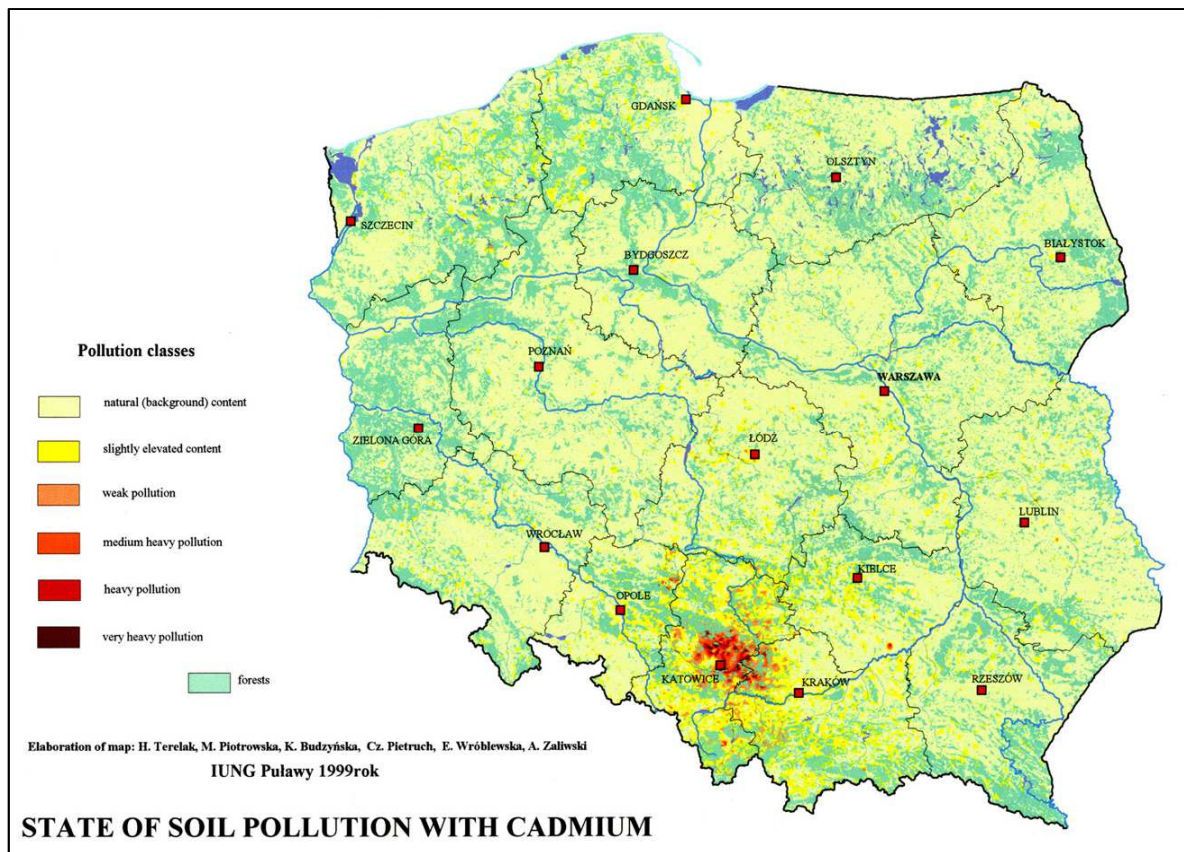 GDAŃSK
OLSZTYN
SZCZECIN
BIAŁYSTOK
BYDGOSZCZ
Pollution classes
POZNAŃ
WARSZAWA
natural (background) content
ZIELONA GÓRA
ŁÓDŹ
slightly elevated content
weak pollution
LUBLIN
WROCŁAW
medium heavy pollution
KIELCE
heavy pollution
OPOLE
very heavy pollution
KATOWICE
forests
KRAKÓW
RZESZÓW
Elaboration of map: H. Terelak, M. Piotrowska, K. Budzyńska, Cz. Pietruch, E. Wróblewska, A. Zaliwski
IUNG Puławy 1999rok
STATE OF SOIL POLLUTION WITH CADMIUM